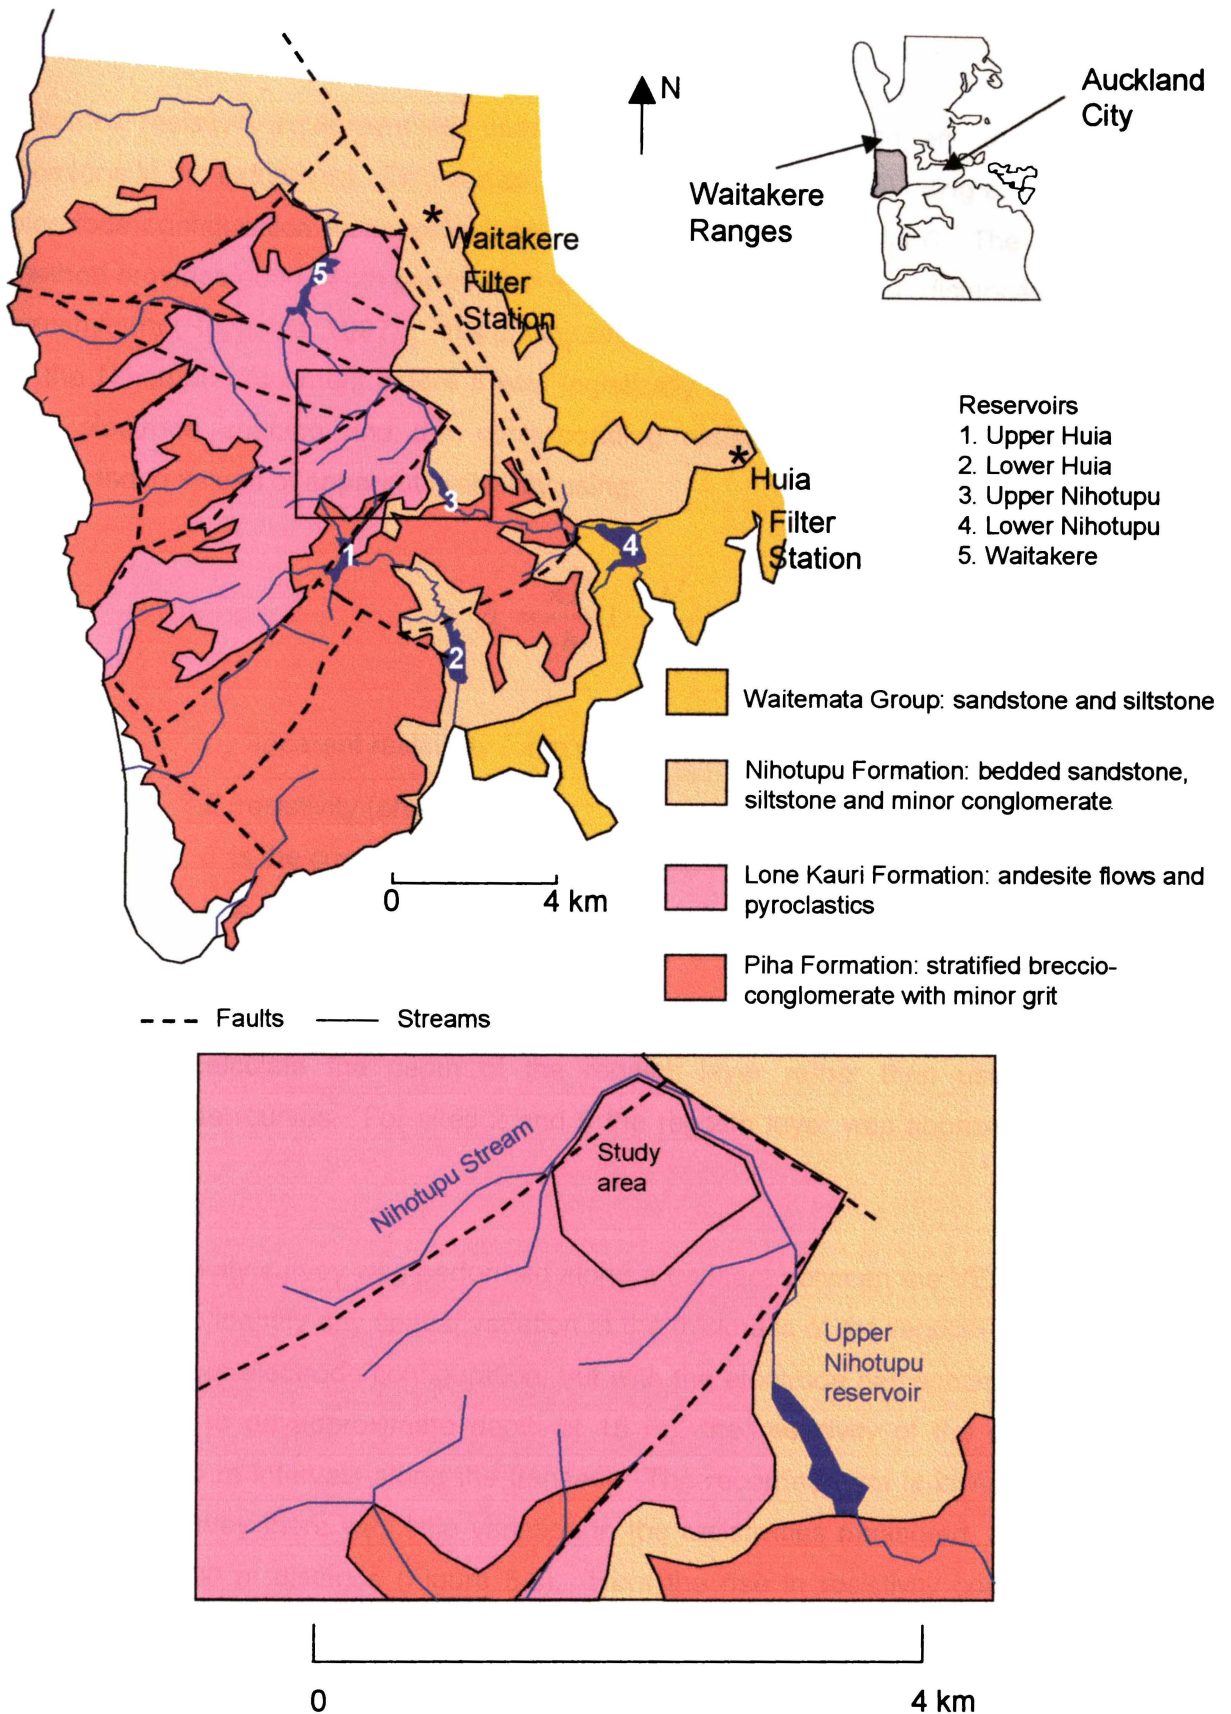 N
Auckland
City
Waitakere
Ranges
*
Waitakere
Filter
Station
5
Reservoirs
1. Upper Huia
2. Lower Huia
3. Upper Nihotupu
4. Lower Nihotupu
5. Waitakere
*
Huia
Filter
Station
3
4
1
2
Waitemata Group: sandstone and siltstone
Nihotupu Formation: bedded sandstone,
siltstone and minor conglomerate
Lone Kauri Formation: andesite flows and
pyroclastics
Piha Formation: stratified breccio-
conglomerate with minor grit
0 4 km
Faults Streams
Nihotupu Stream
Study
area
Upper
Nihotupu
reservoir
0 4 km